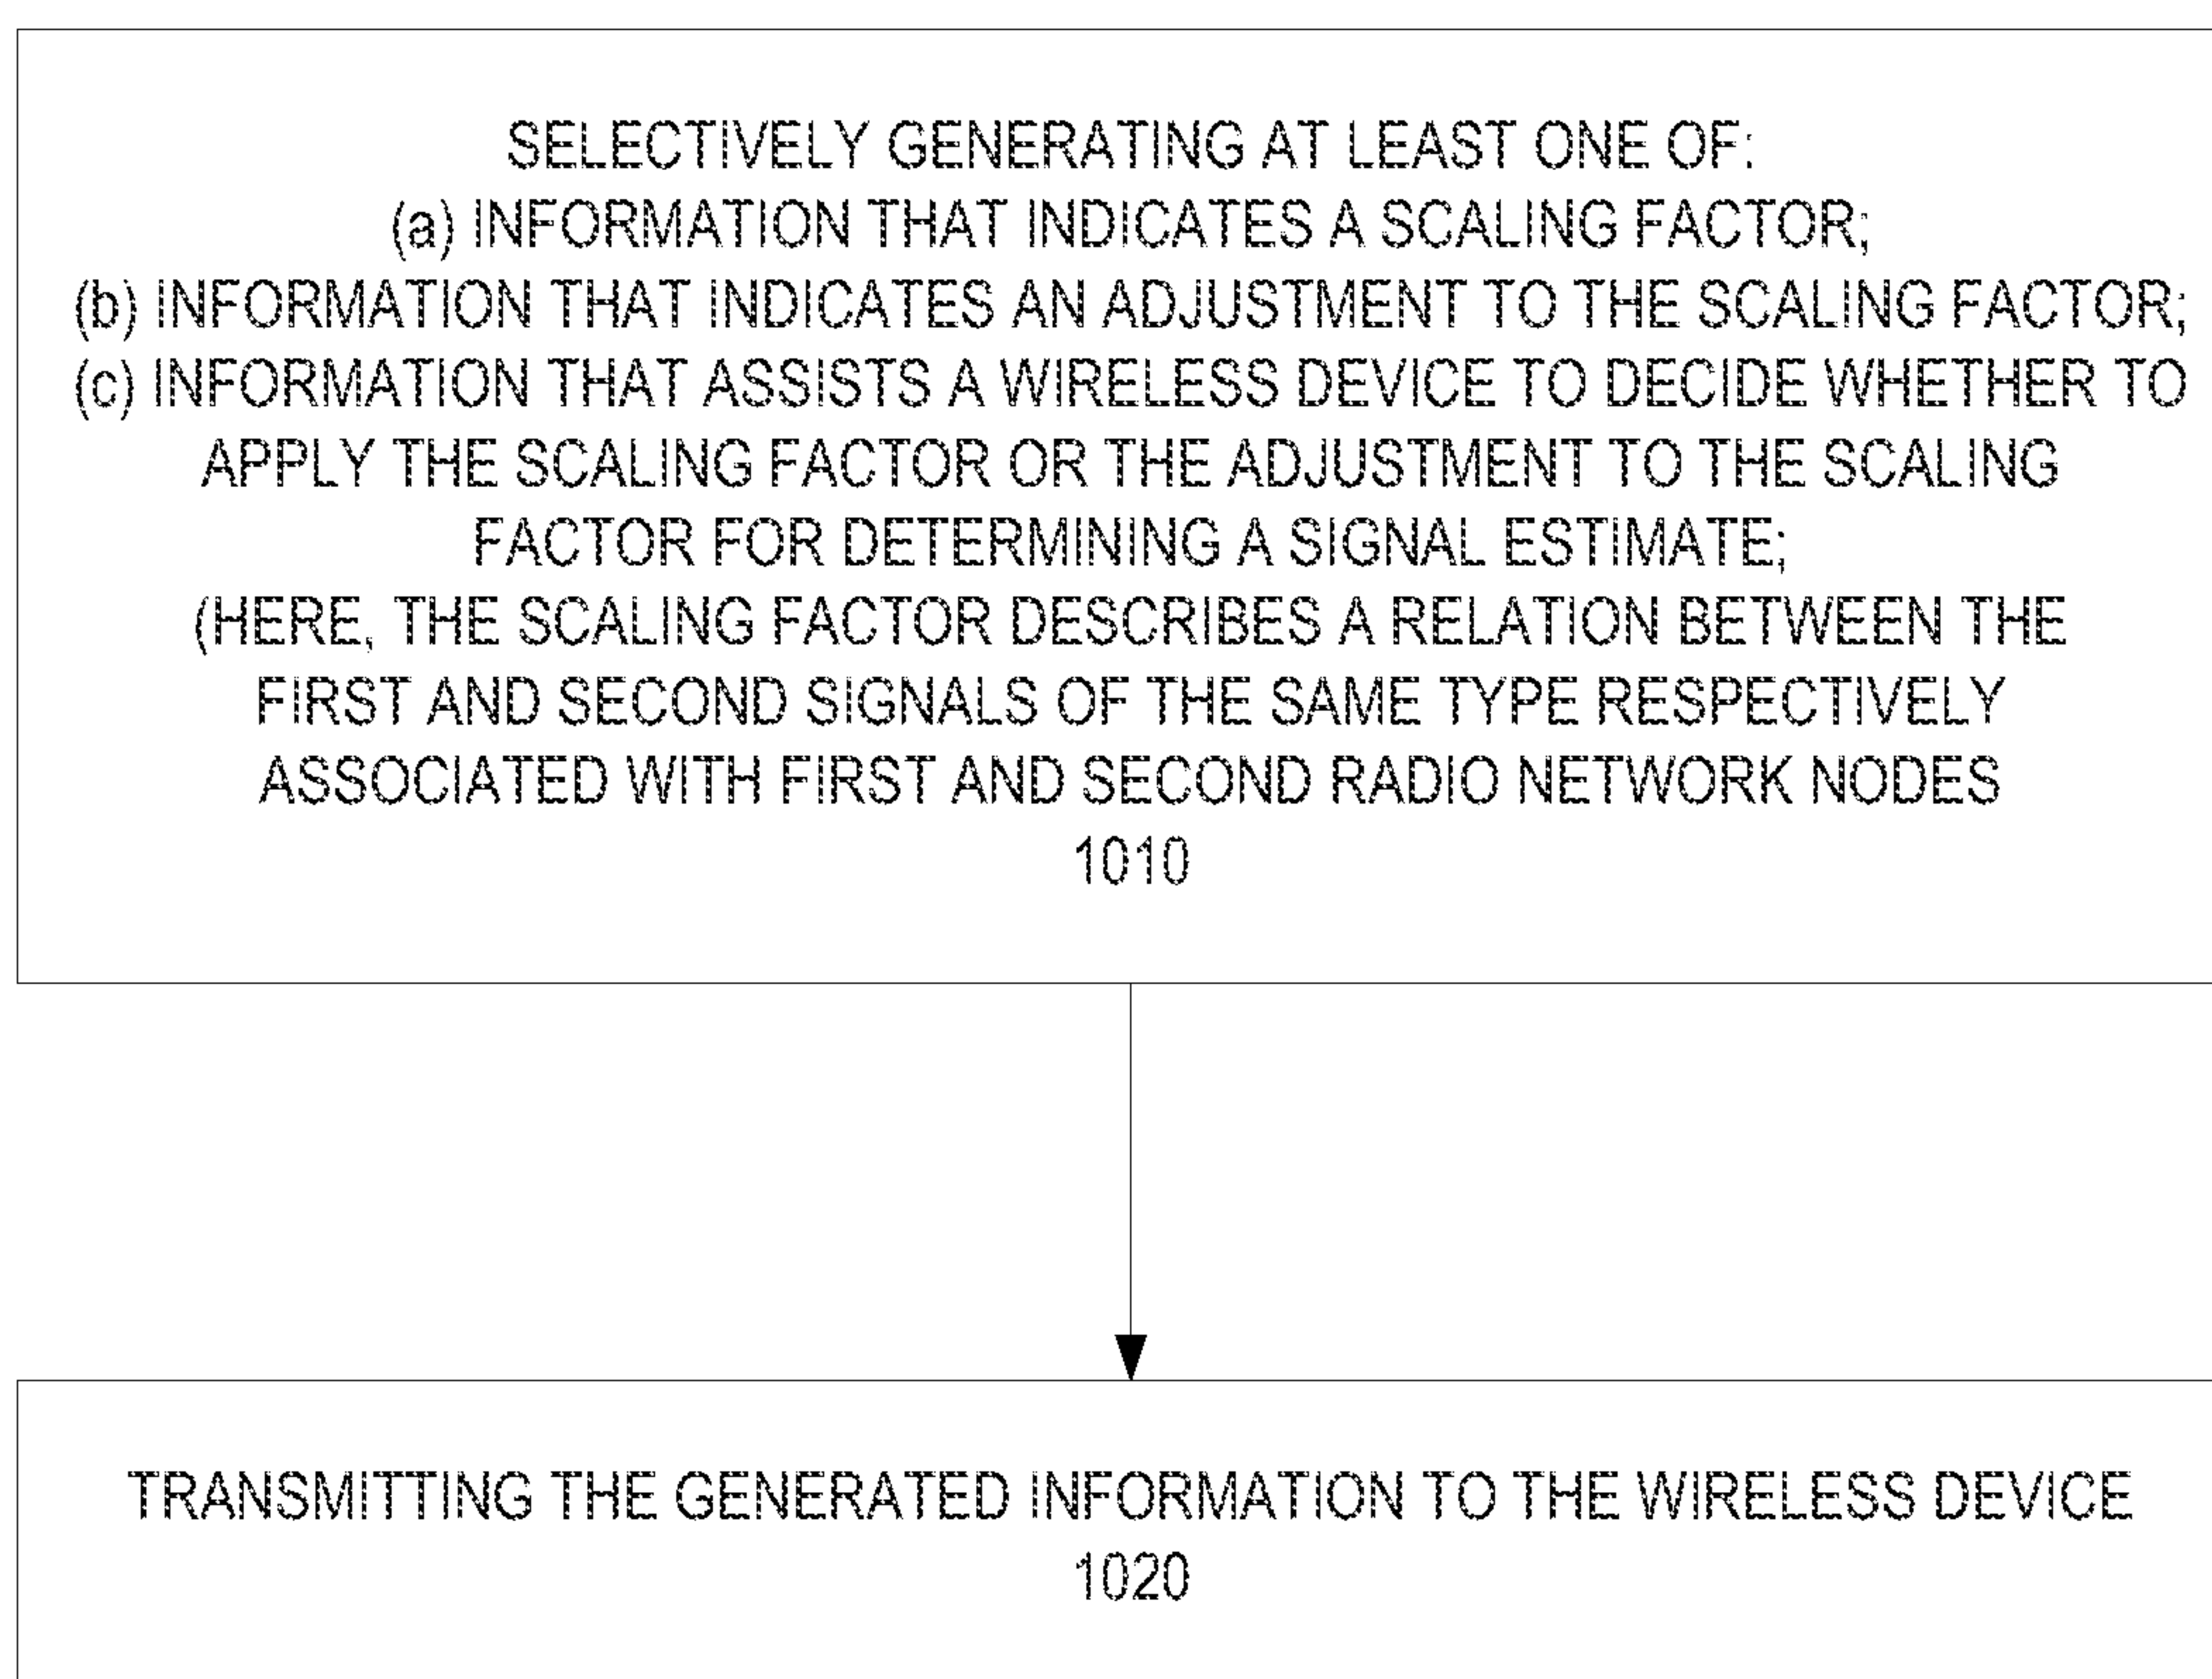 SELECTIVELY GENERATING AT LEAST ONE OF:
(a) INFORMATION THAT INDICATES A SCALING FACTOR;
(b) INFORMATION THAT INDICATES AN ADJUSTMENT TO THE SCALING FACTOR;
(c) INFORMATION THAT ASSISTS A WIRELESS DEVICE TO DECIDE WHETHER TO
APPLY THE SCALING FACTOR OR THE ADJUSTMENT TO THE SCALING
FACTOR FOR DETERMINING A SIGNAL ESTIMATE;
(HERE, THE SCALING FACTOR DESCRIBES A RELATION BETWEEN THE
FIRST AND SECOND SIGNALS OF THE SAME TYPE RESPECTIVELY
ASSOCIATED WITH FIRST AND SECOND RADIO NETWORK NODES
1010
TRANSMITTING THE GENERATED INFORMATION TO THE WIRELESS DEVICE
1020